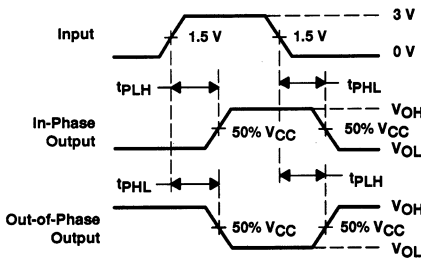 3 V
Input
1.5 V
1.5 V
0 V
tPLH
tPHL
VOH
In-Phase
Output
50% VCC
50% VCC
VOL
tPHL
tPLH
VOH
Out-of-Phase
Output
50% VCC
50% VCC
VOL